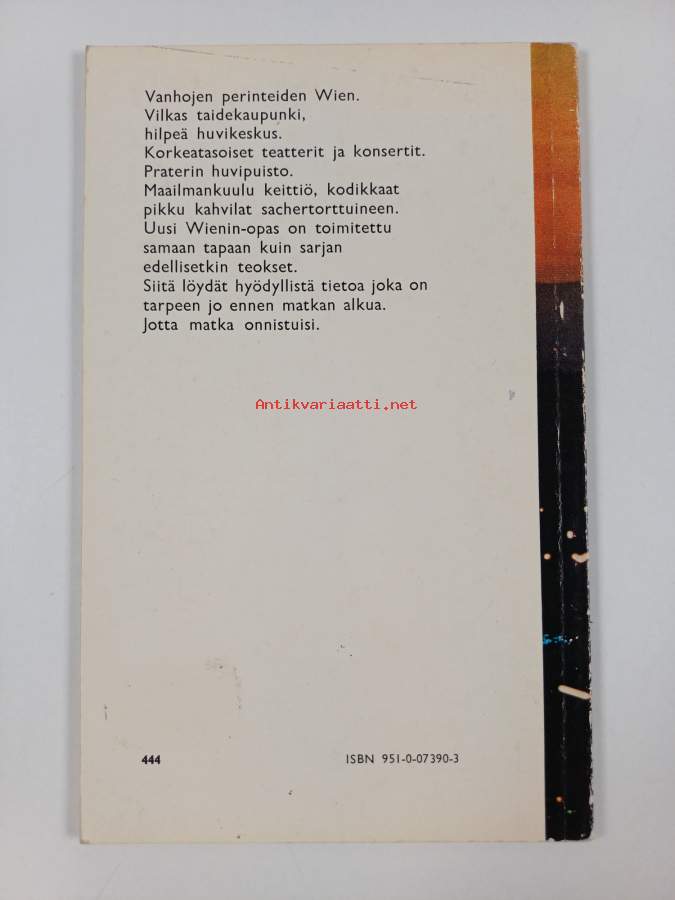 Vanhojen perinteiden Wien.
Vilkas taidekaupunki,
hilpeä huvikeskus.
Korkeatasoiset teatterit ja konsertit.
Praterin huvipuisto.
Maailmankuulu keittiö, kodikkaat
pikku kahvilat sachertorttuineen.
Uusi Wienin-opas on toimitettu
samaan tapaan kuin sarjan
edellisetkin teokset.
Siitä löydät hyödyllistä tietoa joka on
tarpeen jo ennen matkan alkua.
Jotta matka onnistuisi.
Antikvariaatti.net
444 ISBN 951-0-07390-3